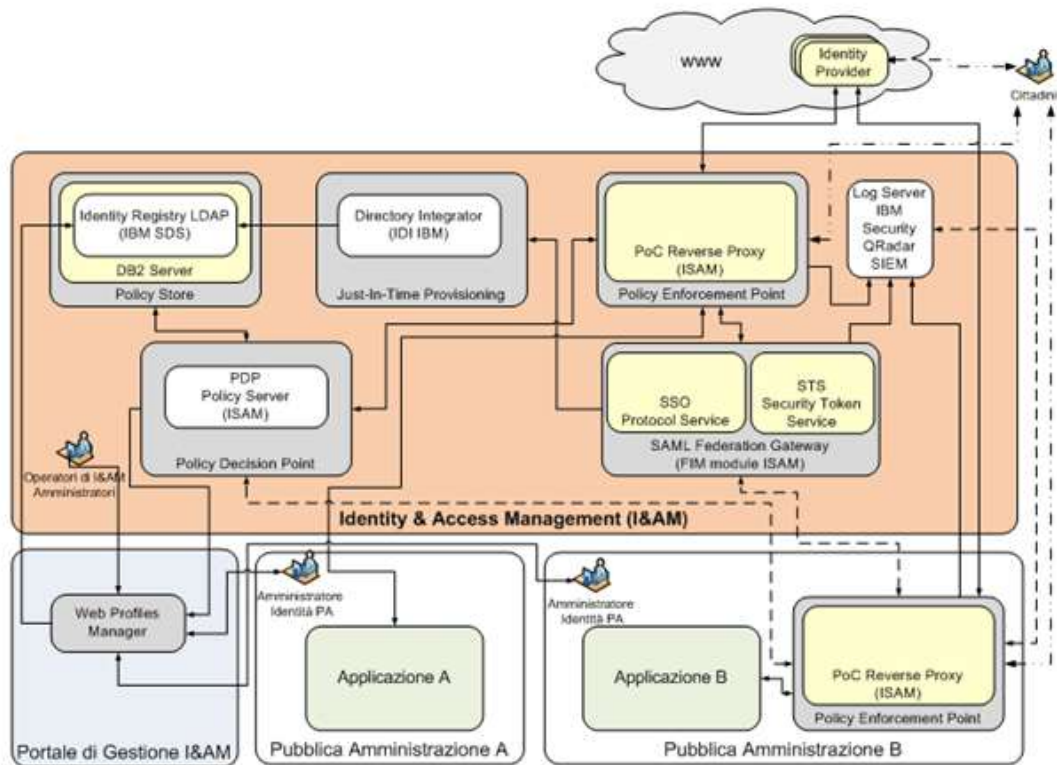 www
Identity
Provider
Cittadini
Identity Registry LDAP
(IBM SDS)
DB2 Server
Policy Store
Directory Integrator
(IDI IBM)
Just-In-Time Provisioning
PoC Reverse Proxy
(ISAM)
Policy Enforcement Point
Log Server
IBM
Security
QRadar
SIEM
PDP
Policy Server
(ISAM)
Policy Decision Point
SSO
Protocol Service
STS
Security Token
Service
SAML Federation Gateway
(FIM module ISAM)
Operatori di I&AM
Amministratori
Identity & Access Management (I&AM)
Web Profiles
Manager
Portale di Gestione I&AM
Amministratore
Identità PA
Applicazione A
Pubblica Amministrazione A
Amministratore
Identità PA
Applicazione B
PoC Reverse Proxy
(ISAM)
Policy Enforcement Point
Pubblica Amministrazione B